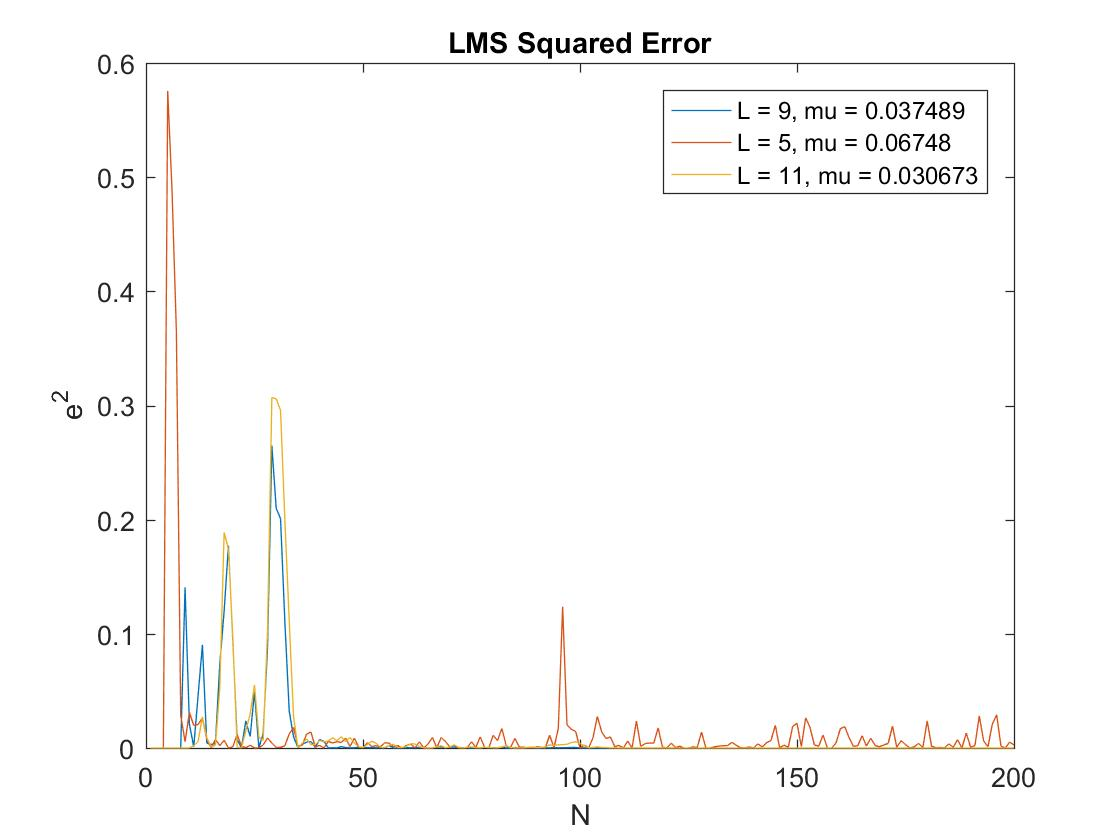 LMS Squared Error
0.6
0.5
0.4
0.3
0.2
0.1
0
e²
L = 9, mu = 0.037489
L = 5, mu = 0.06748
L = 11, mu = 0.030673
0 50 100 150 200
N